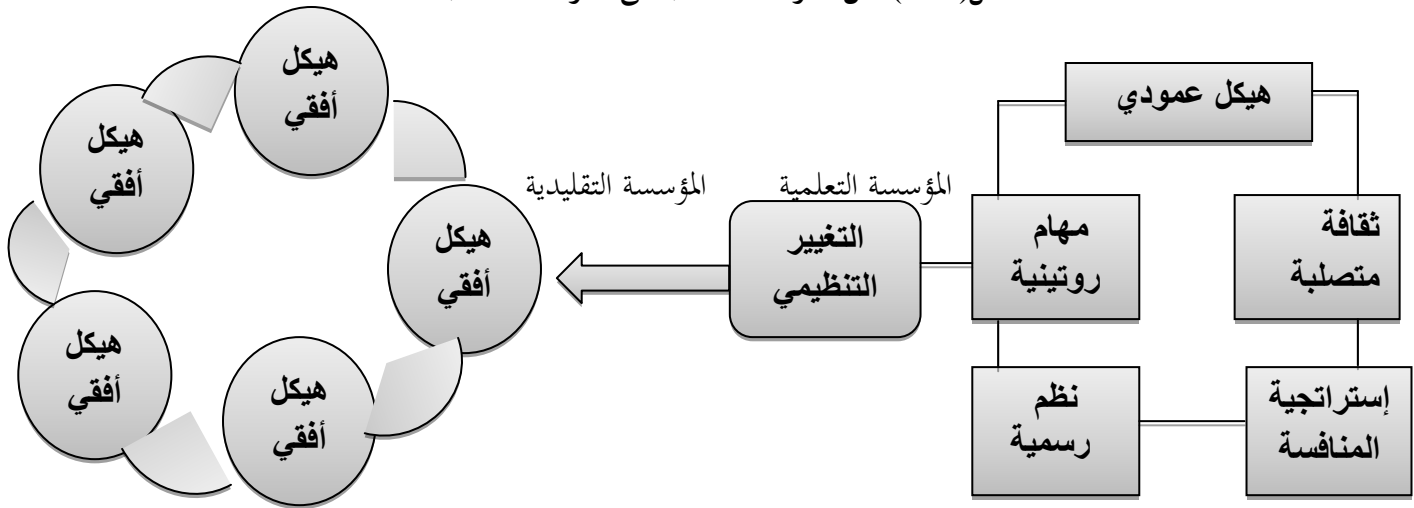 هيكل عمودي
ثقافة
متصلبة
مهام
روتينية
إستراتجية
المنافسة
نظم
رسمية
المؤسسة التعلمية
المؤسسة التقليدية
التغيير
التنظيمي
هيكل
أفقي
هيكل
أفقي
هيكل
أفقي
هيكل
أفقي
هيكل
أفقي